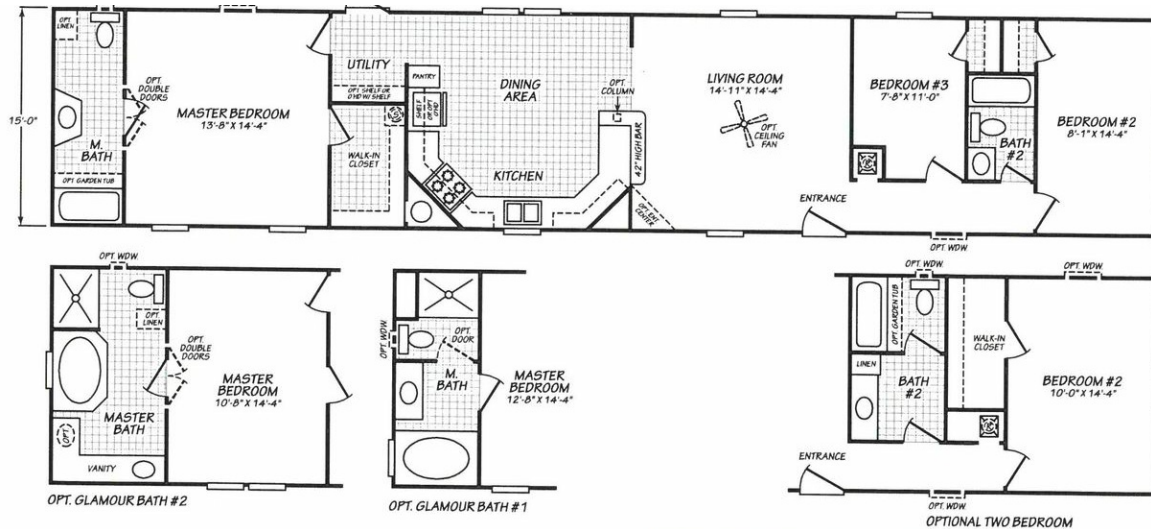 OPT.
LINEN
15'-0"
OPT.
DOUBLE
DOORS
MASTER BEDROOM
13'-8" X 14'-4"
M.
BATH
OPT GARDEN TUB
UTILITY
OPT SHELF OR
OVHD W/ SHELF
WALK-IN
CLOSET
PANTRY
SHELF
OR OPT
OVHD
DINING
AREA
KITCHEN
OPT.
COLUMN
42" HIGH BAR
LIVING ROOM
14'-11" X 14'-4"
OPT
CEILING
FAN
OPT ENT
CENTER
ENTRANCE
BEDROOM #3
7'-8" X 11'-0"
BATH
#2
BEDROOM #2
8'-1" X 14'-4"
OPT. WDW.
OPT. WDW.
OPT.
LINEN
OPT.
DOUBLE
DOORS
MASTER
BEDROOM
10'-8" X 14'-4"
MASTER
BATH
OPT
VANITY
OPT. GLAMOUR BATH #2
OPT. WDW.
OPT.
DOOR
M.
BATH
MASTER
BEDROOM
12'-8" X 14'-4"
OPT. GLAMOUR BATH #1
OPT. WDW.
OPT. WDW.
OPT. GARDEN TUB
WALK-IN
CLOSET
LINEN
BATH
#2
BEDROOM #2
10'-0" X 14'-4"
ENTRANCE
OPT. WDW.
OPTIONAL TWO BEDROOM